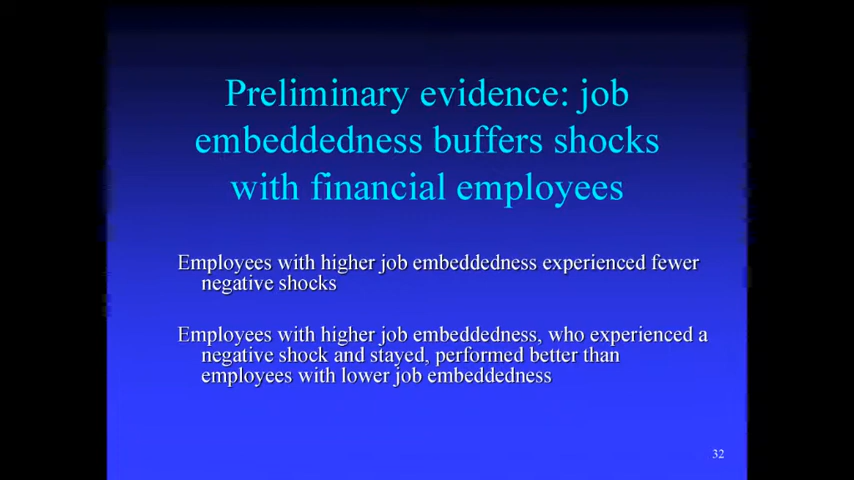 Preliminary evidence: job
embeddedness buffers shocks
with financial employees
Employees with higher job embeddedness experienced fewer
negative shocks
Employees with higher job embeddedness, who experienced a
negative shock and stayed, performed better than
employees with lower job embeddedness
32